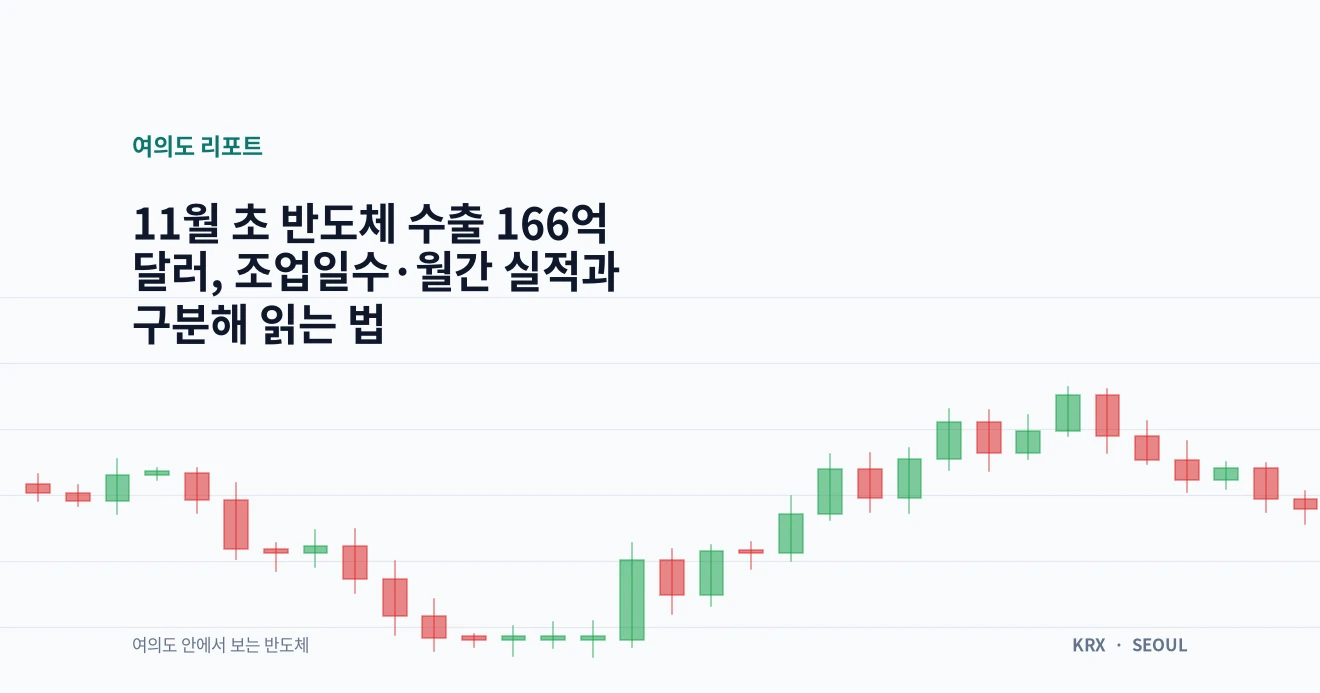 여의도 리포트
11월 초 반도체 수출 166억
달러, 조업일수·월간 실적과
구분해 읽는 법
여의도 안에서 보는 반도체
KRX · SEOUL